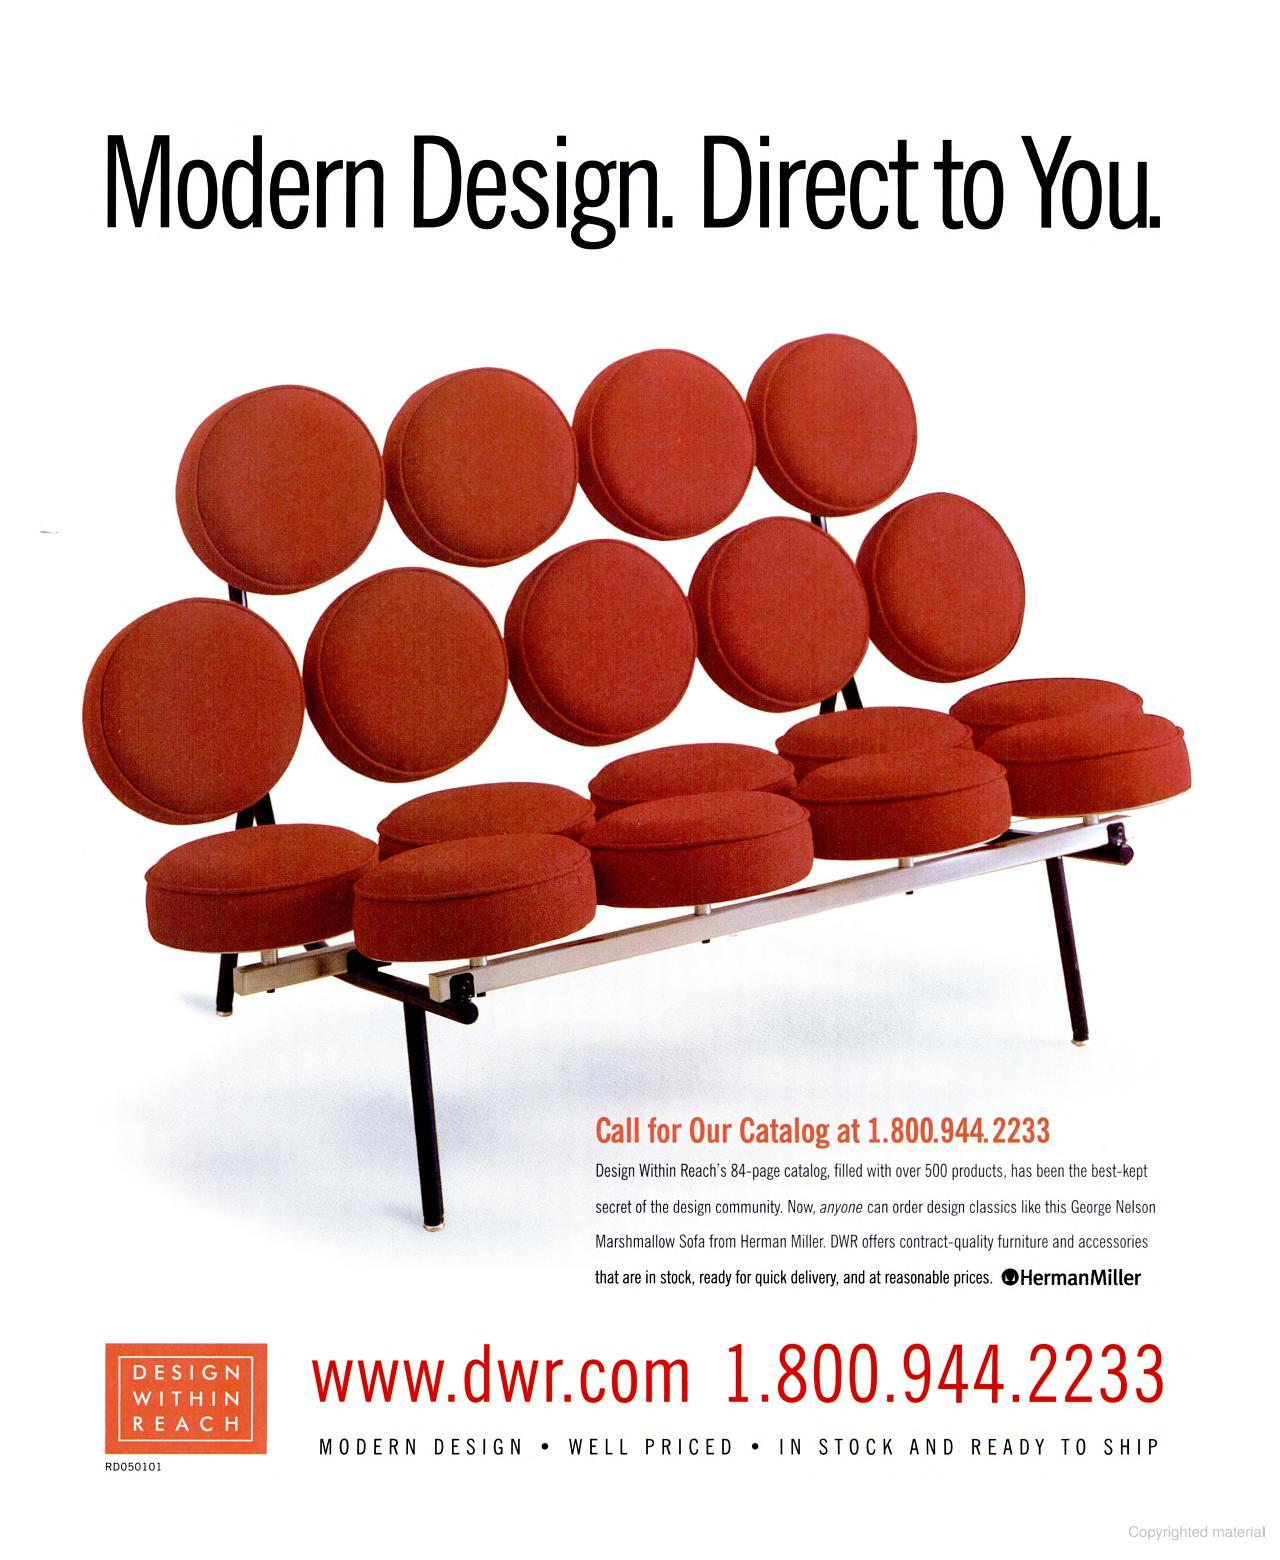 Modern Design. Direct to You.
Call for Our Catalog at 1.800.944.2233
Design Within Reach's 84-page catalog, filled with over 500 products, has been the best-kept
secret of the design community. Now, anyone can order design classics like this George Nelson
Marshmallow Sofa from Herman Miller. DWR offers contract-quality furniture and accessories
that are in stock, ready for quick delivery, and at reasonable prices. HermanMiller
DESIGN
WITHIN
REACH
www.dwr.com 1.800.944.2233
MODERN DESIGN • WELL PRICED • IN STOCK AND READY TO SHIP
RD050101
Copyrighted material